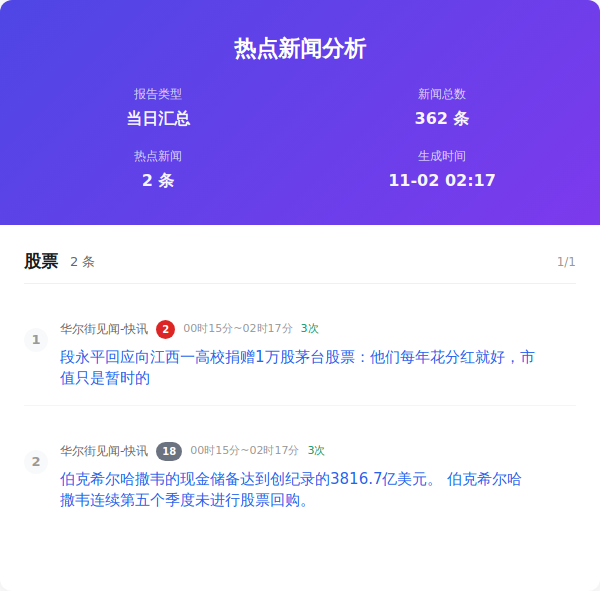 热点新闻分析
报告类型
新闻总数
当日汇总
362 条
热点新闻
生成时间
2 条
11-02 02:17
股票 2 条 1/1
1 华尔街见闻-快讯 2 00时15分~02时17分 3次
段永平回应向江西一高校捐赠1万股茅台股票：他们每年花分红就好，市
值只是暂时的
2 华尔街见闻-快讯 18 00时15分~02时17分 3次
伯克希尔哈撒韦的现金储备达到创纪录的3816.7亿美元。 伯克希尔哈
撒韦连续第五个季度未进行股票回购。